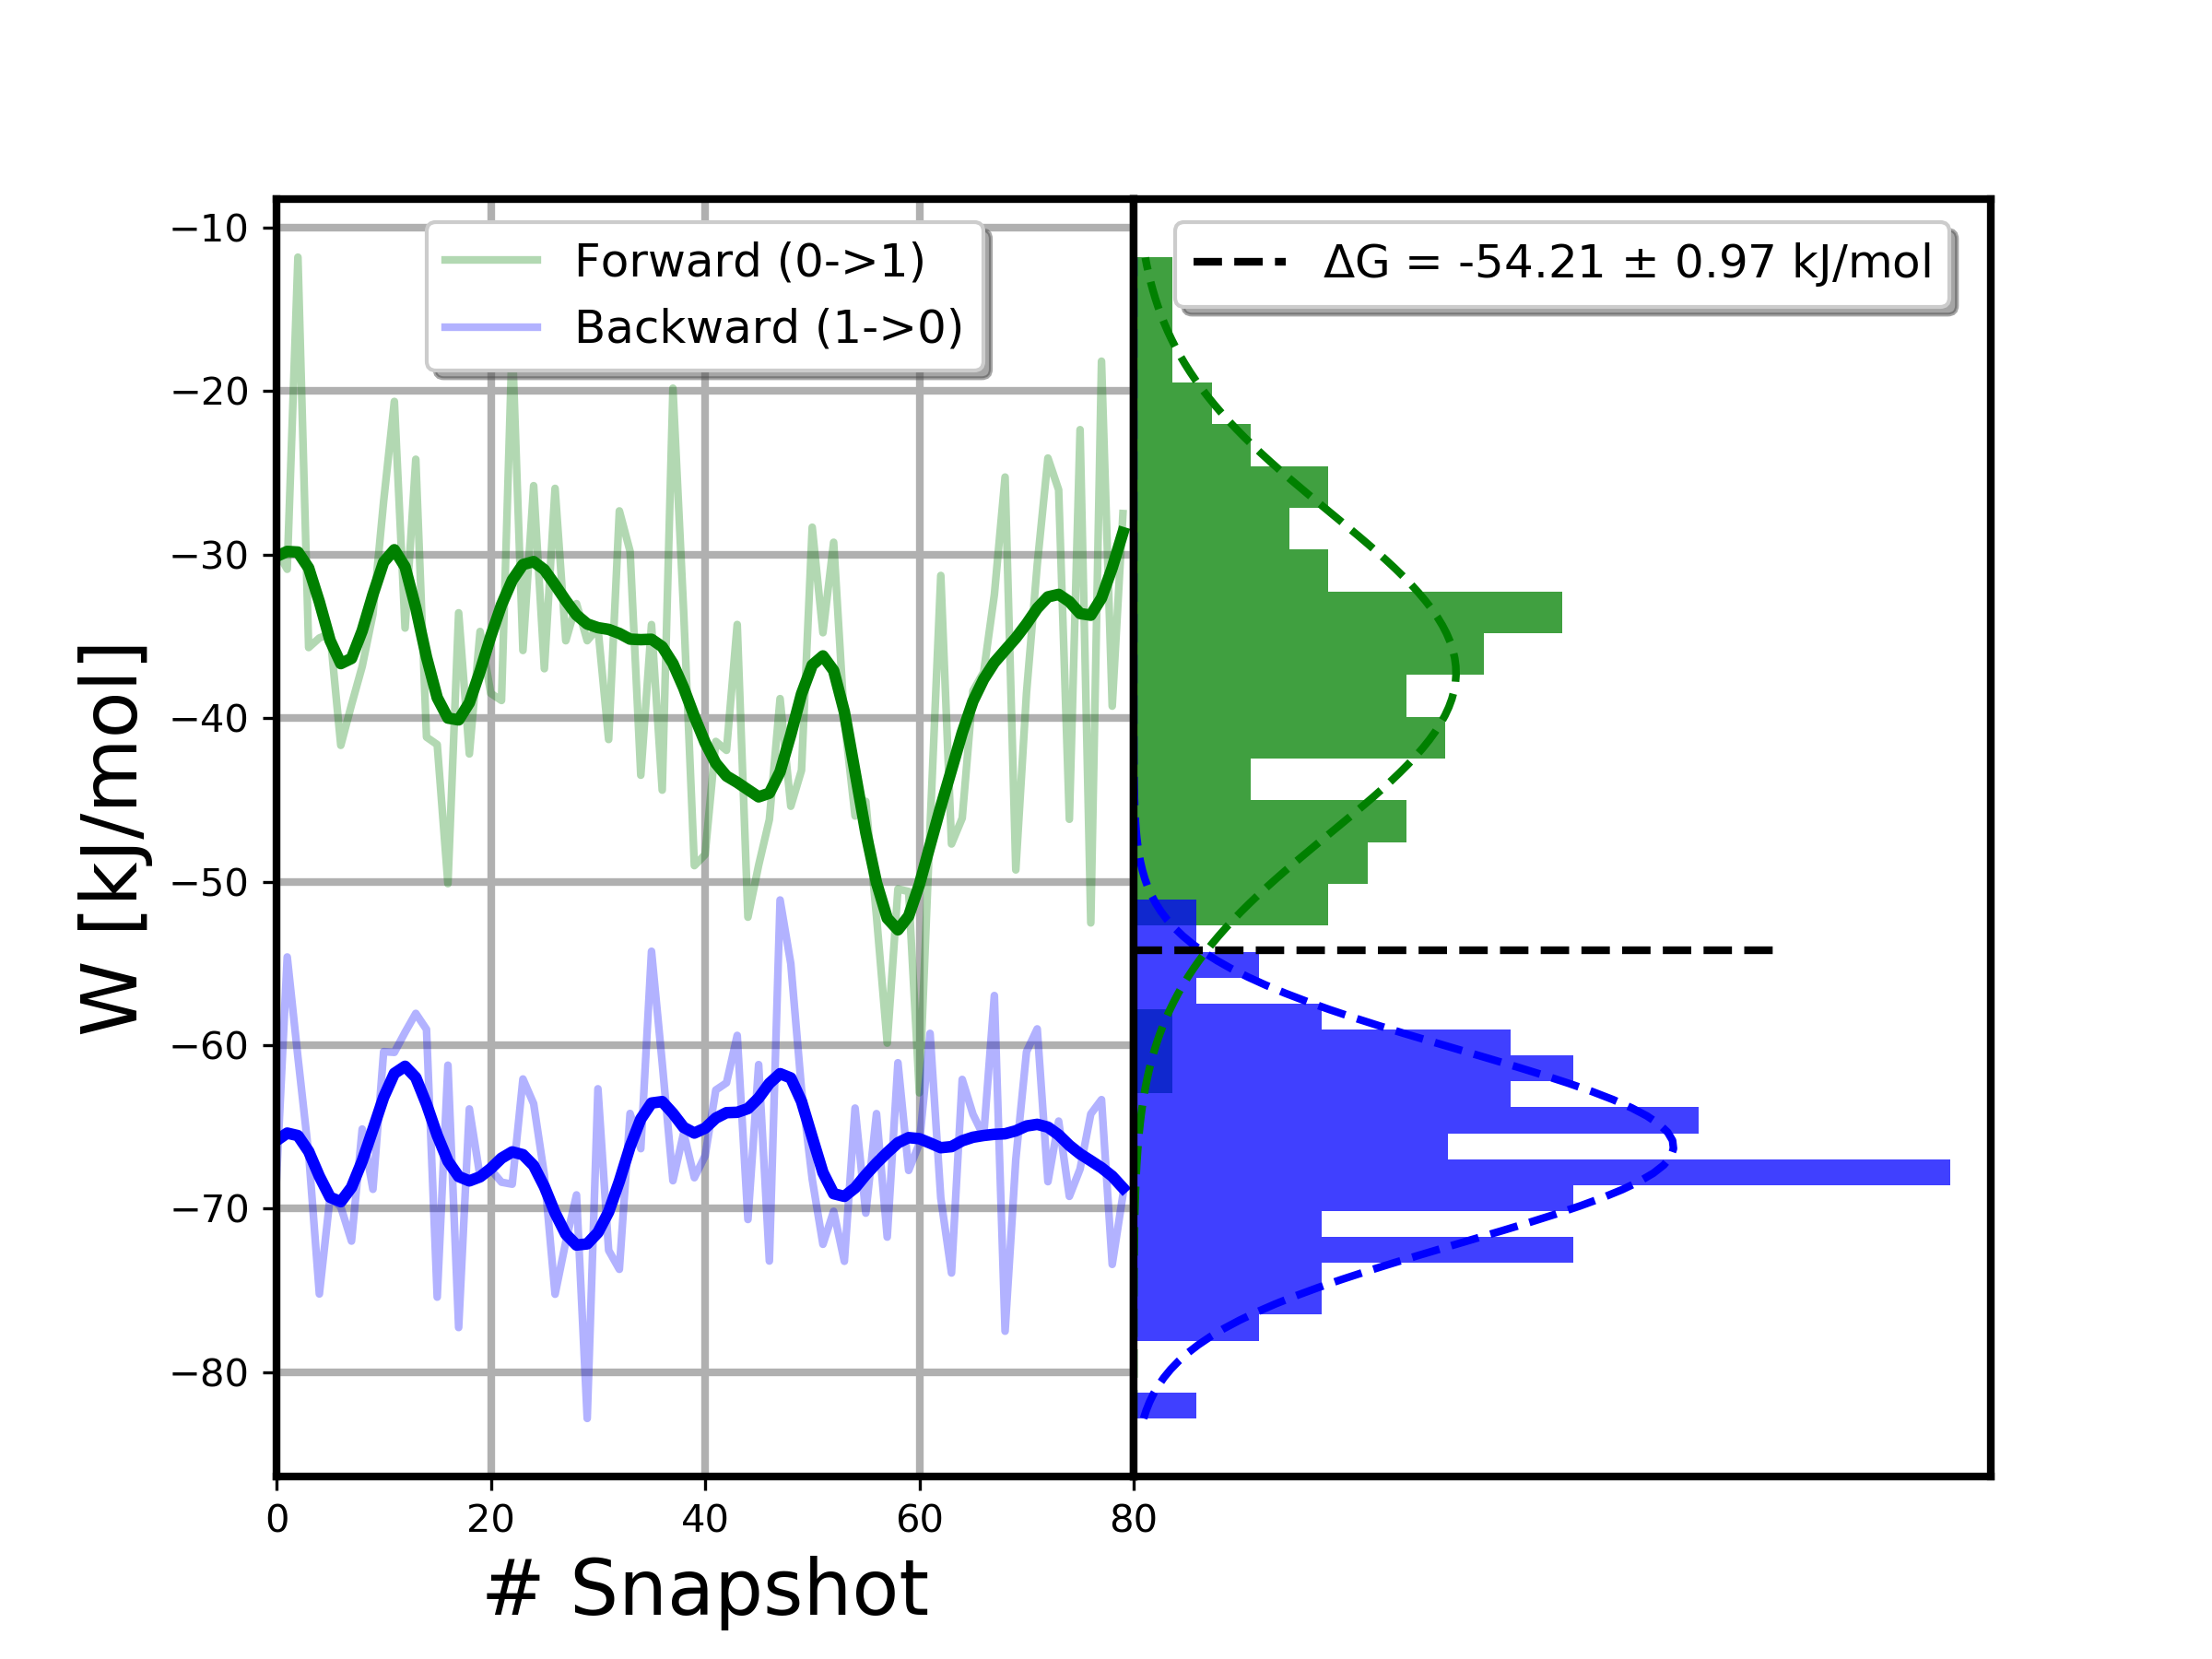 Forward (0->1)
Backward (1->0)
ΔG = -54.21 ± 0.97 kJ/mol
−10
−20
−30
−40
−50
−60
−70
−80
W [kJ/mol]
0 20 40 60 80
# Snapshot